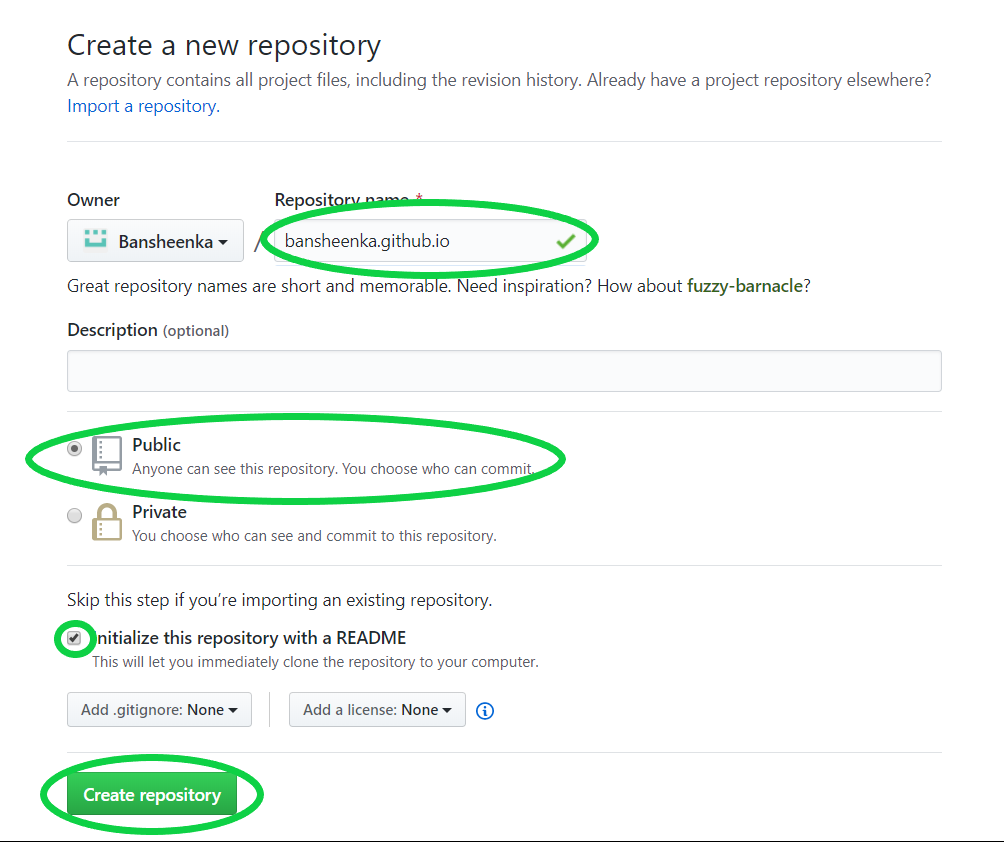 Create a new repository
A repository contains all project files, including the revision history. Already have a project repository elsewhere?
Import a repository.
Owner
Repository name *
Bansheenka
/
bansheenka.github.io
Great repository names are short and memorable. Need inspiration? How about fuzzy-barnacle?
Description (optional)
Public
Anyone can see this repository. You choose who can commit.
Private
You choose who can see and commit to this repository.
Skip this step if you’re importing an existing repository.
Initialize this repository with a README
This will let you immediately clone the repository to your computer.
Add .gitignore: None
Add a license: None
Create repository